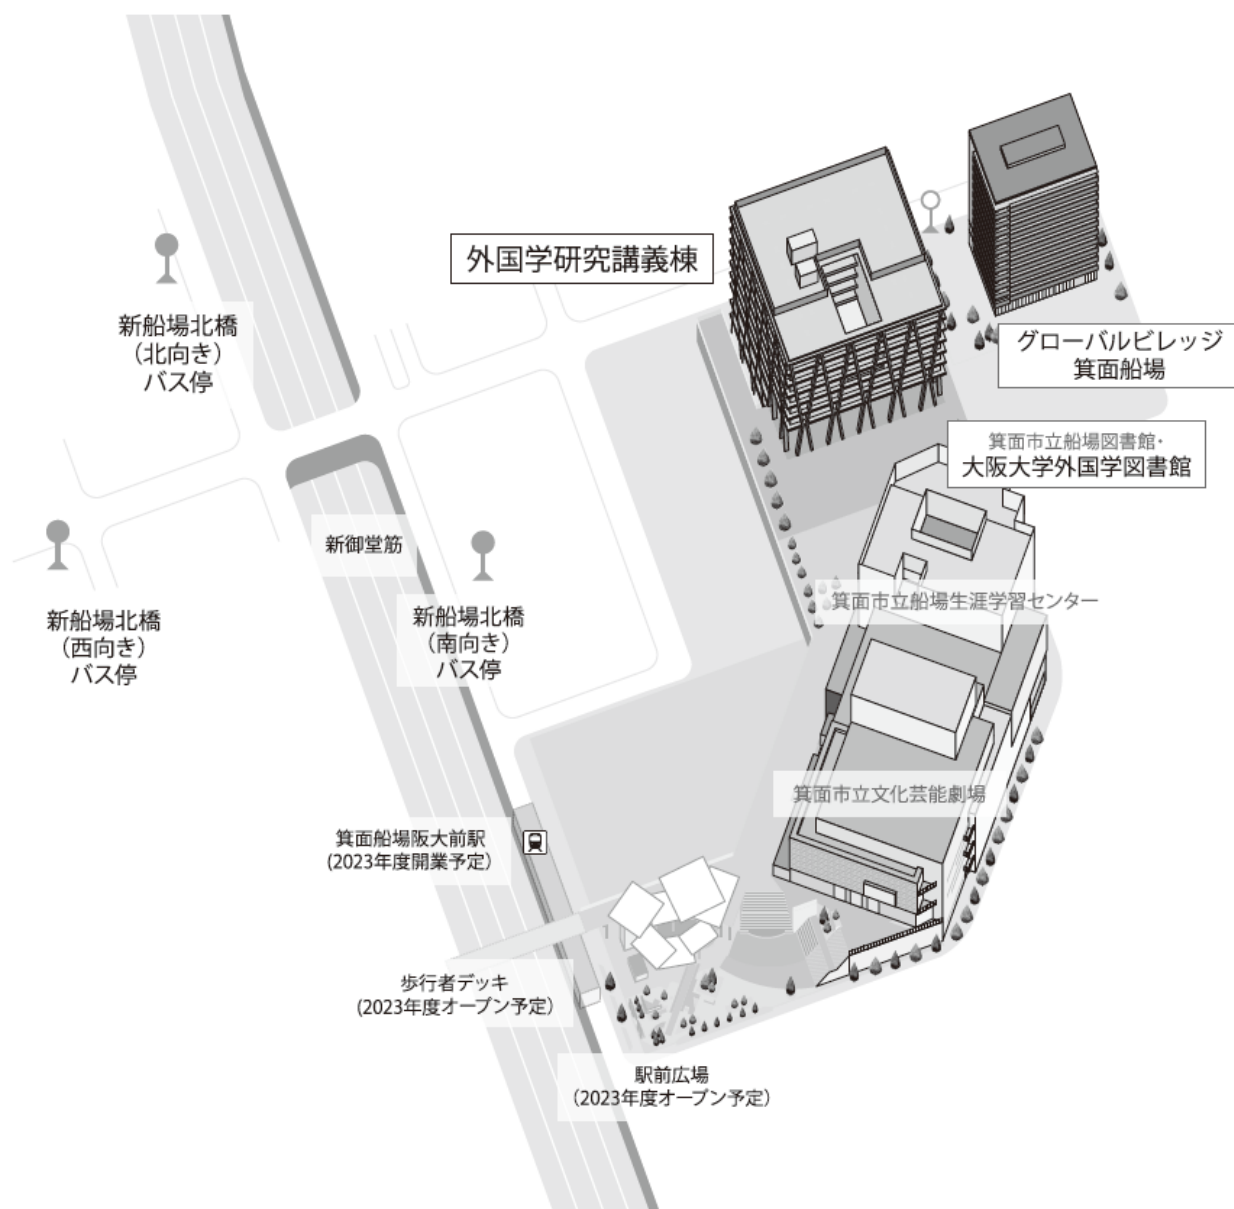 外国学研究講義棟
新船場北橋
（北向き）
バス停
グローバルビレッジ
箕面船場
箕面市立船場図書館・
大阪大学外国学図書館
新御堂筋
新船場北橋
（西向き）
バス停
新船場北橋
（南向き）
バス停
箕面市立船場生涯学習センター
箕面市立文化芸能劇場
箕面船場阪大前駅
(2023年度開業予定)
歩行者デッキ
(2023年度オープン予定)
駅前広場
（2023年度オープン予定）